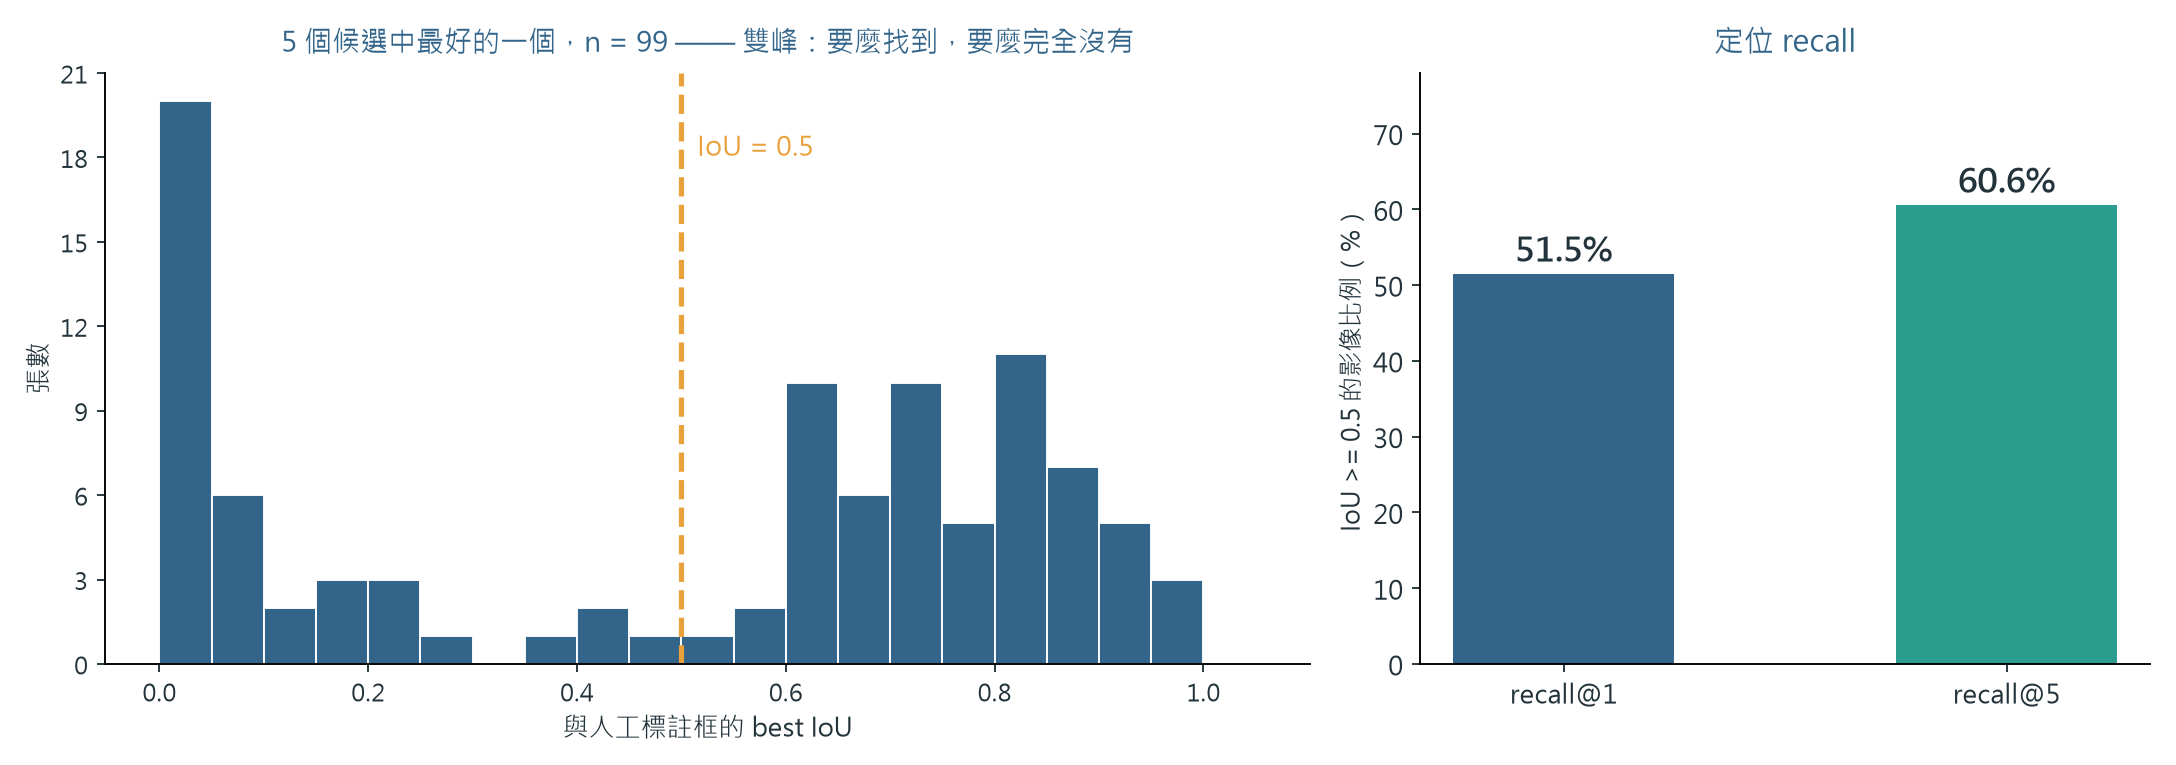 5 個候選中最好的一個，n = 99 —— 雙峰：要麼找到，要麼完全沒有
21
18
15
12
9
6
3
0
張數
IoU = 0.5
0.0 0.2 0.4 0.6 0.8 1.0
與人工標註框的 best IoU
定位 recall
70
60
50
40
30
20
10
0
IoU >= 0.5 的影像比例（%）
51.5%
60.6%
recall@1 recall@5